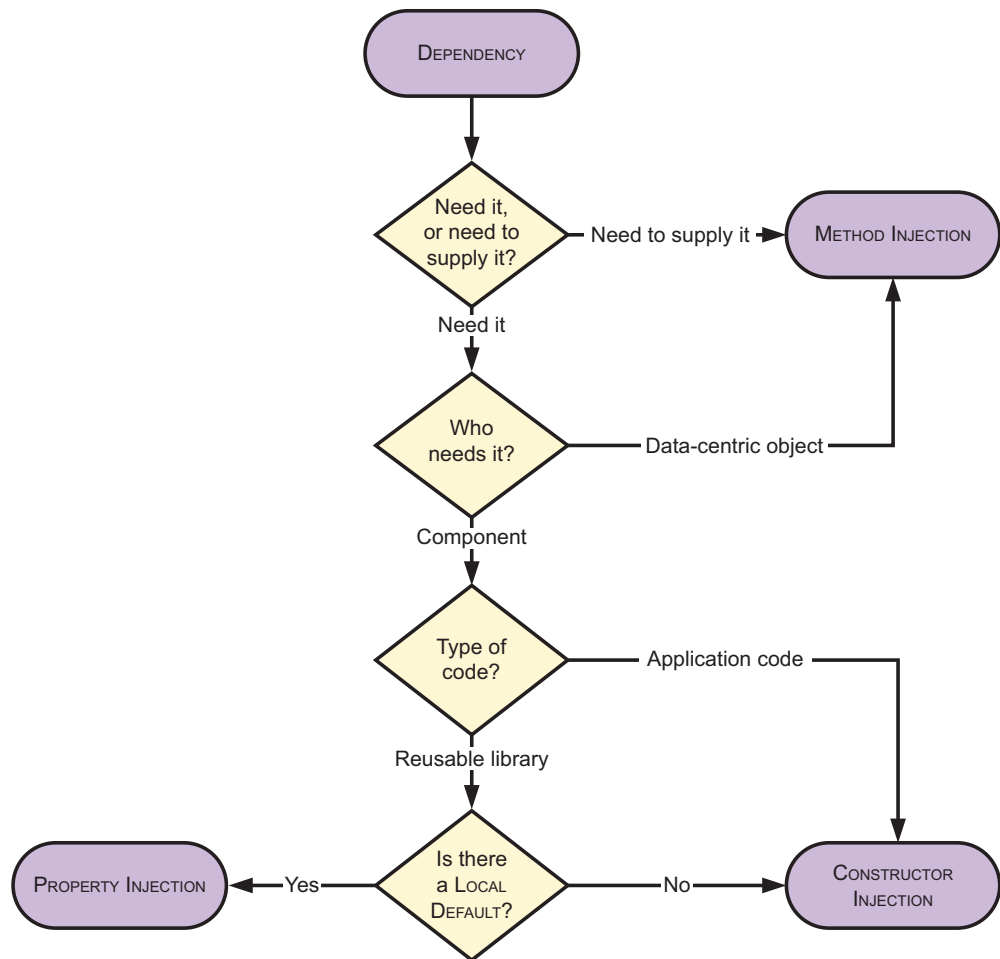 DEPENDENCY
Need it,
or need to
supply it?
Need to supply it
METHOD INJECTION
Need it
Who
needs it?
Data-centric object
Component
Type of
code?
Application code
Reusable library
Is there
a LOCAL
DEFAULT?
Yes
PROPERTY INJECTION
No
CONSTRUCTOR
INJECTION